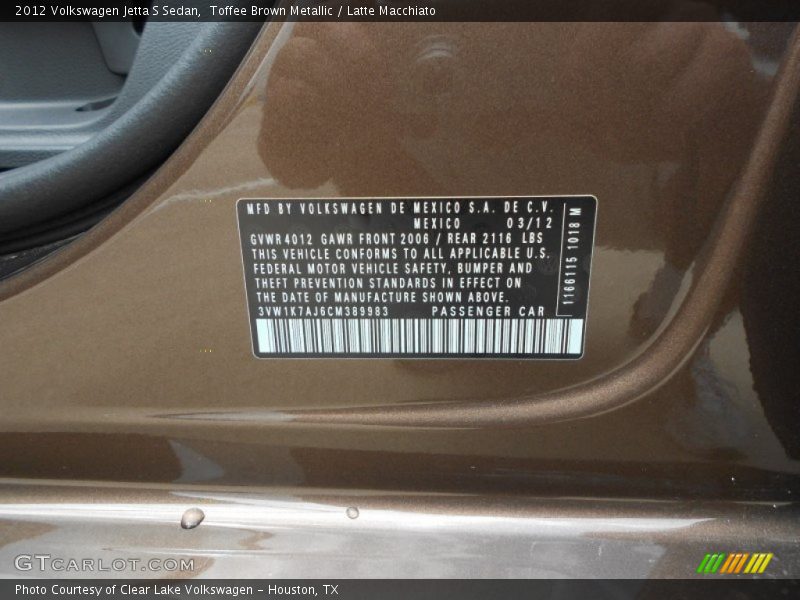 2012 Volkswagen Jetta S Sedan,  Toffee Brown Metallic / Latte Macchiato
MFD BY VOLKSWAGEN DE MEXICO S.A. DE C.V.
MEXICO 03/12
GVWR 4012 GAWR FRONT 2006 / REAR 2116 LBS
THIS VEHICLE CONFORMS TO ALL APPLICABLE U.S.
FEDERAL MOTOR VEHICLE SAFETY, BUMPER AND
THEFT PREVENTION STANDARDS IN EFFECT ON
THE DATE OF MANUFACTURE SHOWN ABOVE.
3VW1K7AJ6CM389983 PASSENGER CAR
1166115 1018 M
GTCARLOT.COM
Photo Courtesy of Clear Lake Volkswagen - Houston, TX